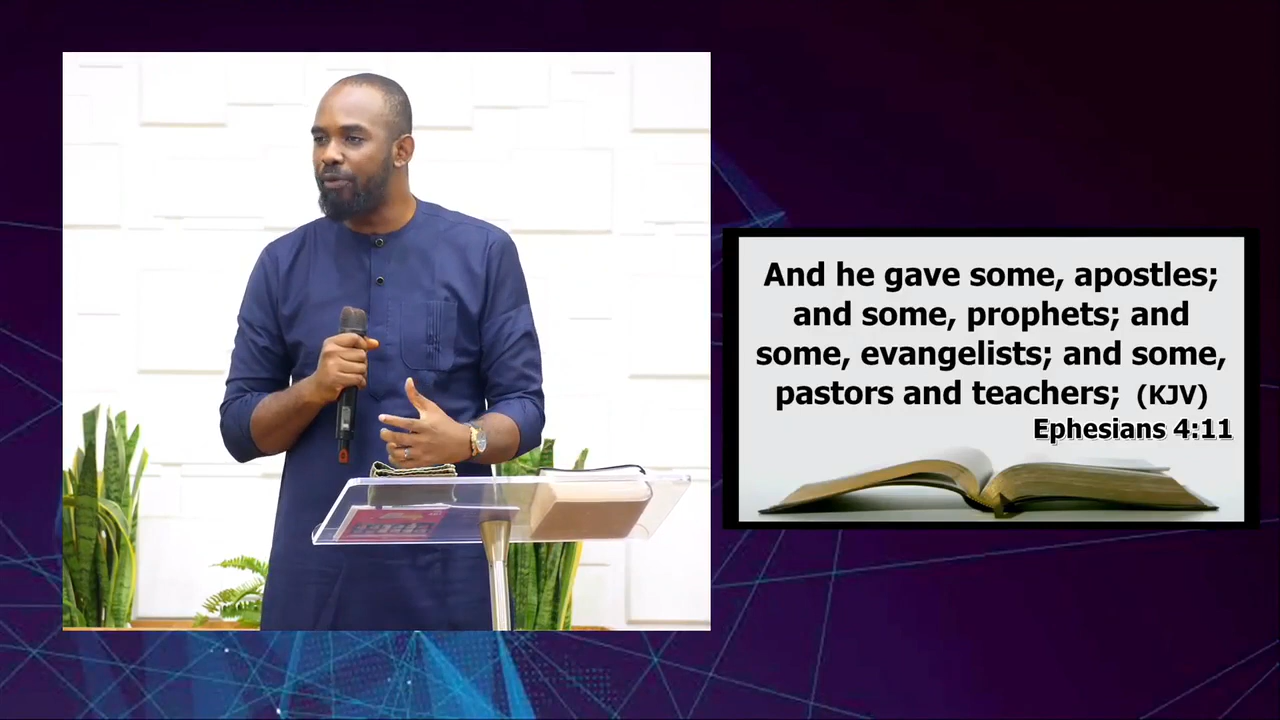 And he gave some, apostles;
and some, prophets; and
some, evangelists; and some,
pastors and teachers; (KJV)
Ephesians 4:11